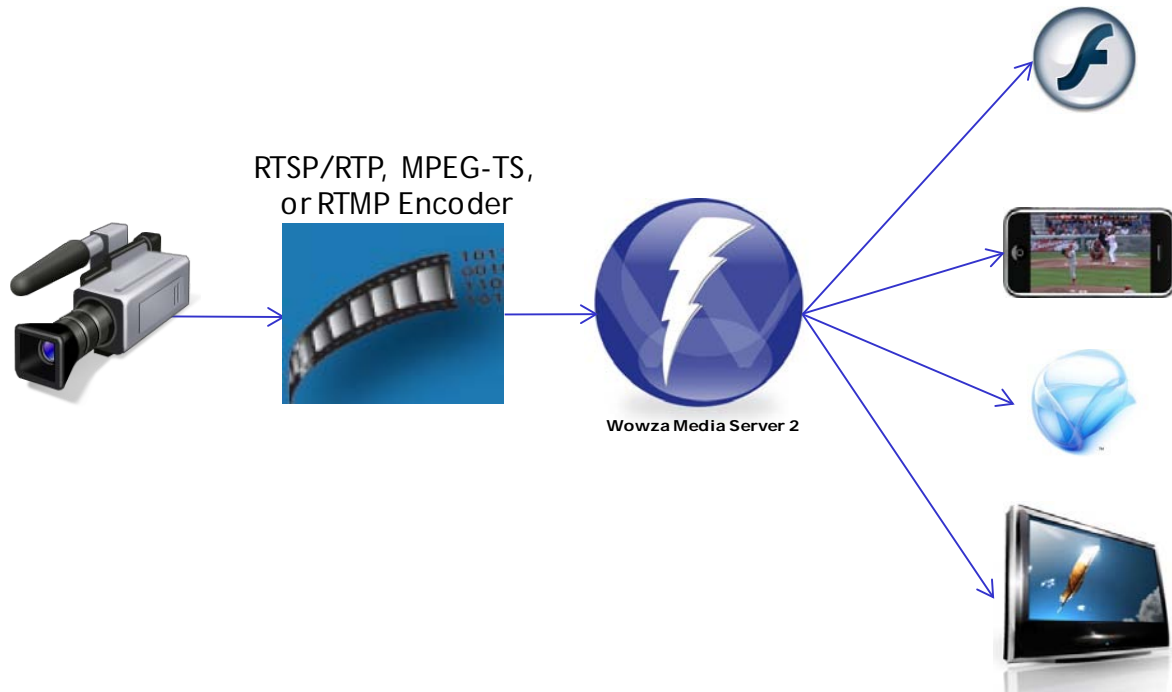 RTSP/RTP, MPEG-TS,
or RTMP Encoder
Wowza Media Server 2